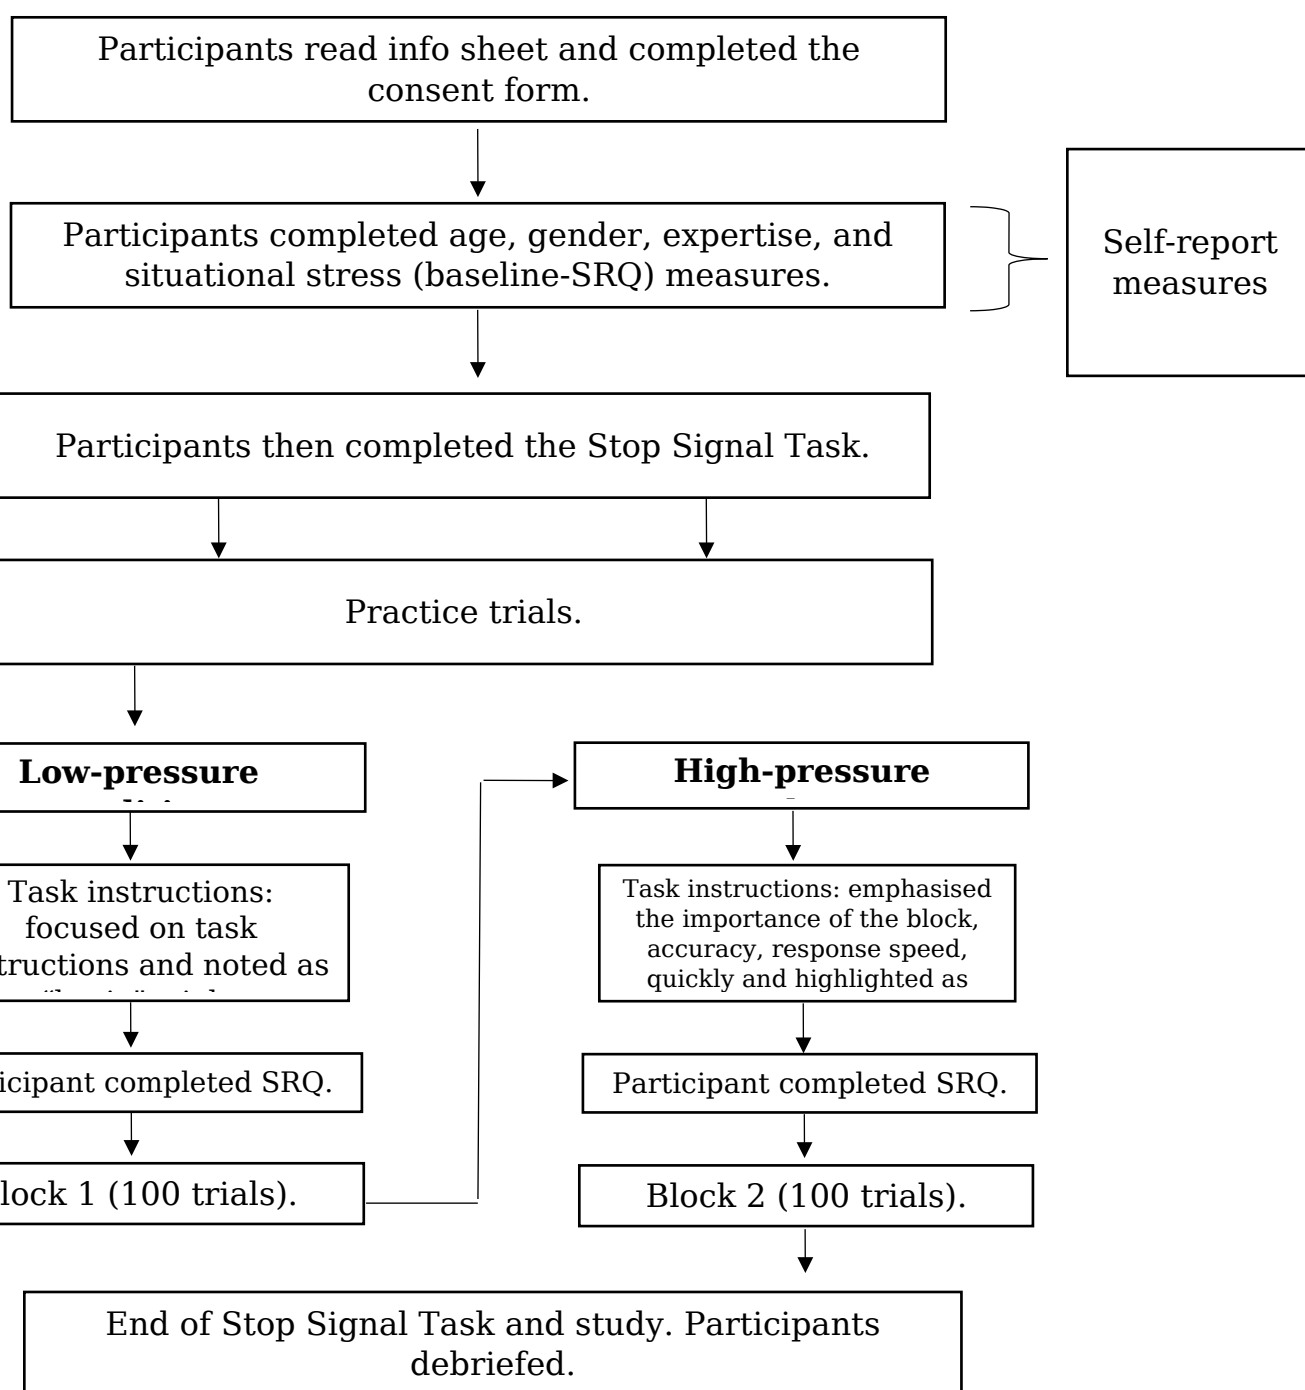 Participants read info sheet and completed the
consent form.
Participants completed age, gender, expertise, and
situational stress (baseline-SRQ) measures.
Self-report
measures
Participants then completed the Stop Signal Task.
Practice trials.
Low-pressure
Task instructions:
focused on task
tructions and noted as
icipant completed SRQ.
lock 1 (100 trials).
High-pressure
Task instructions: emphasised
the importance of the block,
accuracy, response speed,
quickly and highlighted as
Participant completed SRQ.
Block 2 (100 trials).
End of Stop Signal Task and study. Participants
debriefed.